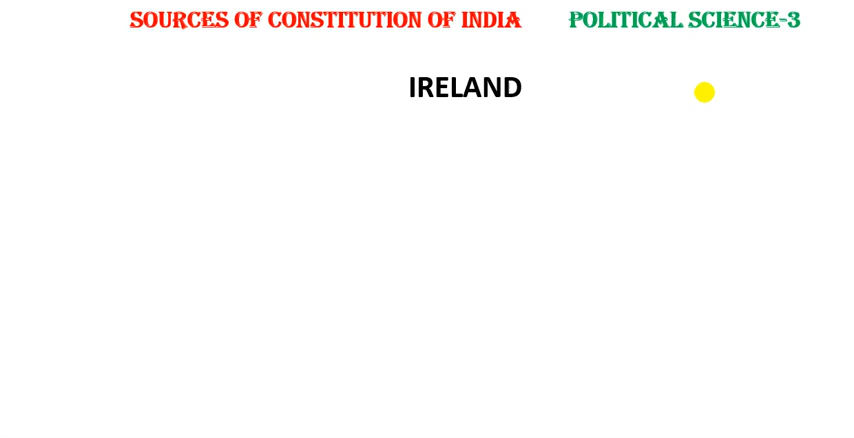 SOURCES OF CONSTITUTION OF INDIA POLITICAL SCIENCE-3
IRELAND